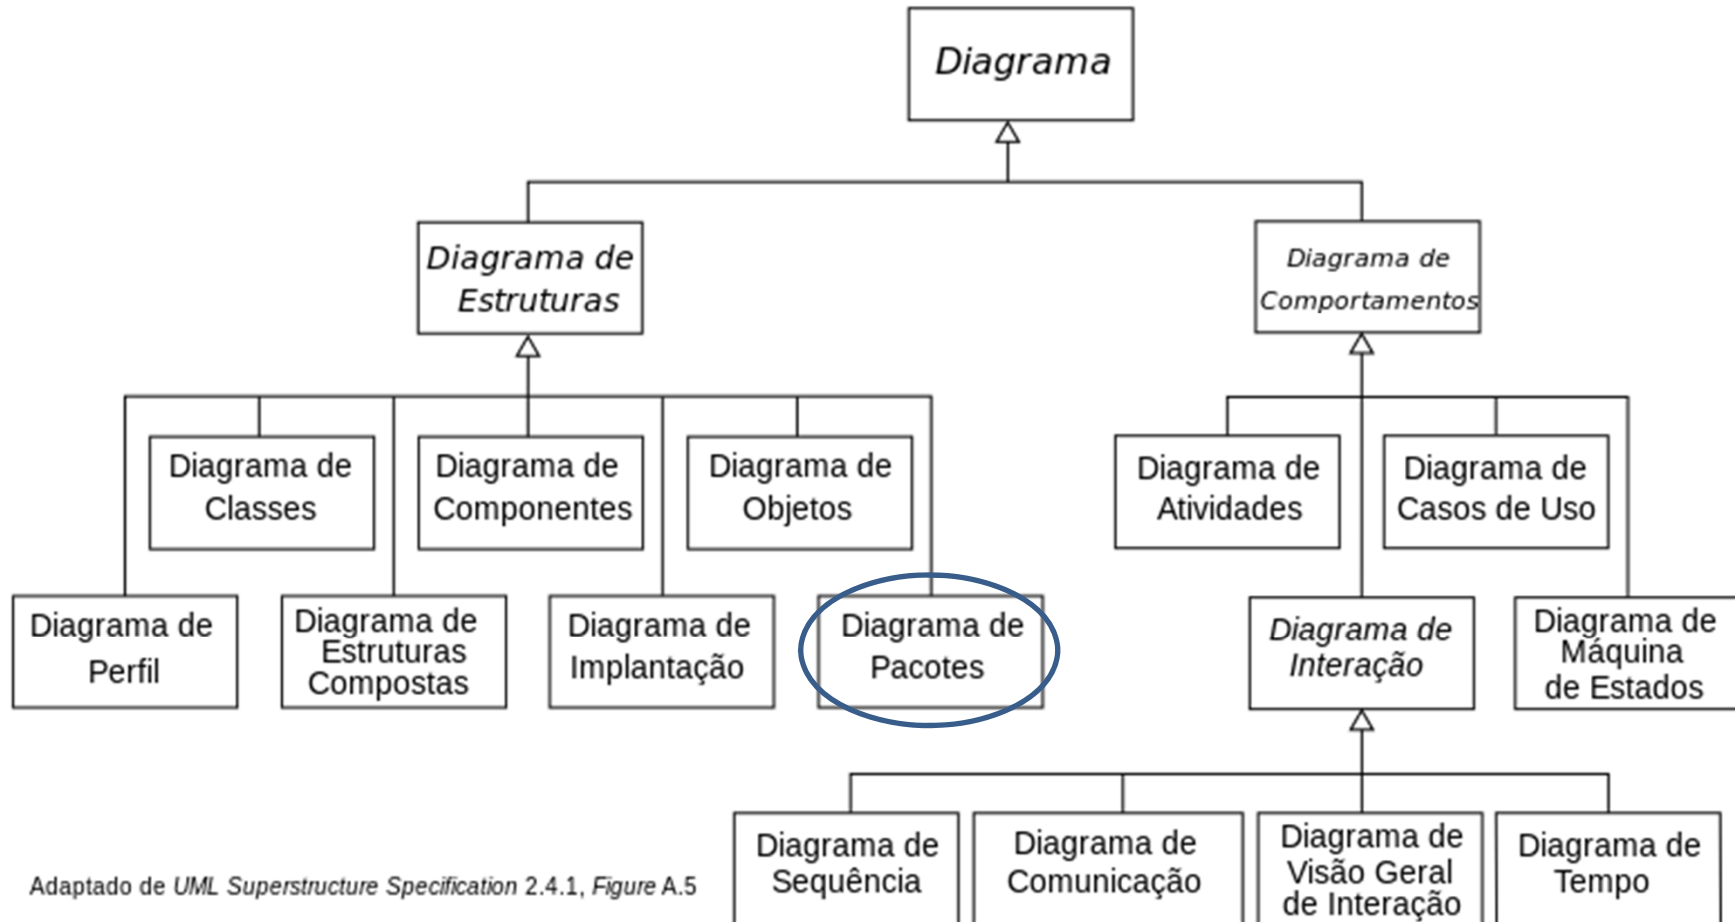 Diagrama
Diagrama de
Estruturas
Diagrama de
Comportamentos
Diagrama de
Classes
Diagrama de
Componentes
Diagrama de
Objetos
Diagrama de
Atividades
Diagrama de
Casos de Uso
Diagrama de
Perfil
Diagrama de
Estruturas
Compostas
Diagrama de
Implantação
Diagrama de
Pacotes
Diagrama de
Interação
Diagrama de
Máquina
de Estados
Diagrama de
Sequência
Diagrama de
Comunicação
Diagrama de
Visão Geral
de Interação
Diagrama de
Tempo
Adaptado de UML Superstructure Specification 2.4.1, Figure A.5